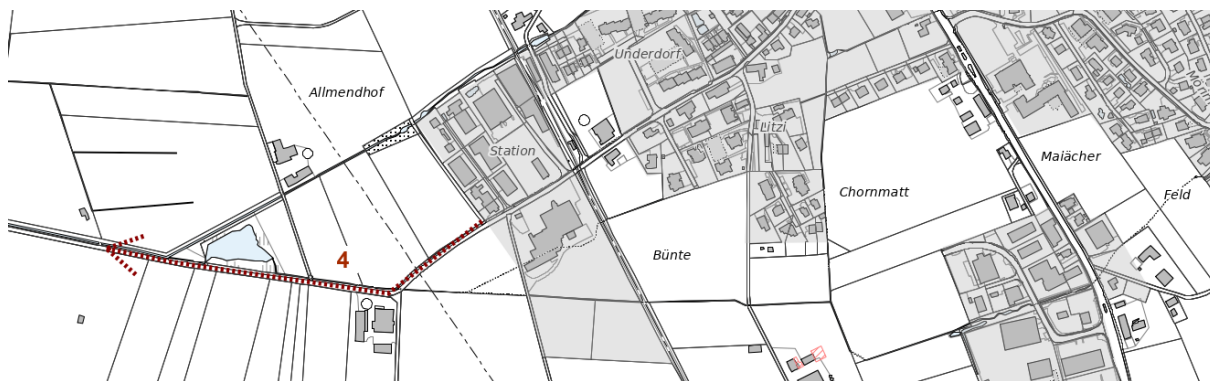 Underdorf
Allmendhof
Litzi
Station
Maiächer
Chornmatt
Feld
Bünte
4